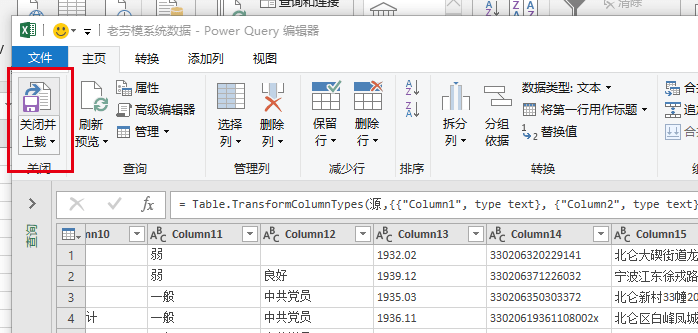 老劳模系统数据 - Power Query 编辑器
文件 主页 转换 添加列 视图
关闭并上载
关闭
刷新预览
属性
高级编辑器
管理
查询
选择列
删除列
管理列
保留行
删除行
减少行
排序
拆分列
分组依据
数据类型: 文本
将第一行用作标题
替换值
转换
合
追
合
组
查询
= Table.TransformColumnTypes(源,{{"Column1", type text}, {"Column2", type text}
mn10 Column11 Column12 Column13 Column14 Column15
1 弱 1932.02 330206320229141 北仑大碶街道龙
2 弱 良好 1939.12 330206371226032 宁波江东徐戎路
3 一般 中共党员 1935.03 330206350303372 北仑新村33幢20
4 计 一般 中共党员 1936.11 33020619361108002x 北仑区白峰凤城